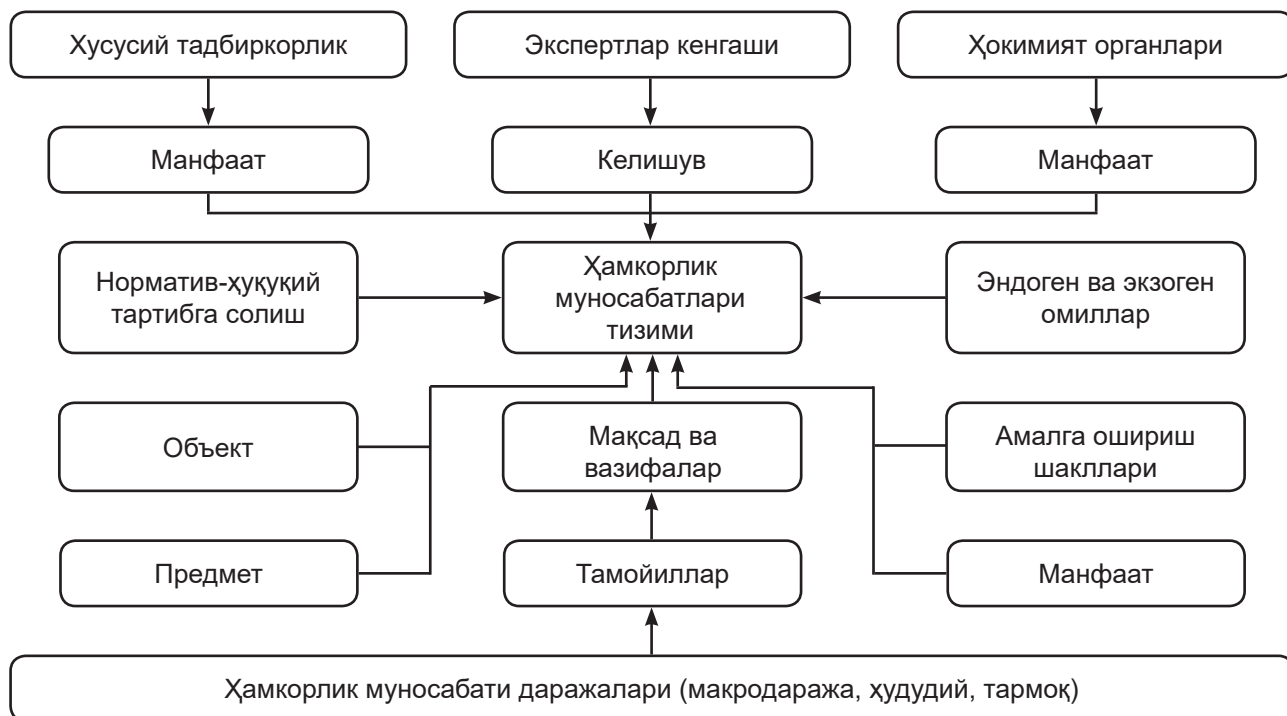 Хусусий тадбиркорлик
Экспертлар кенгаши
Ҳокимият органлари
Манфаат
Келишув
Манфаат
Норматив-ҳуқуқий
тартибга солиш
Ҳамкорлик
муносабатлари
тизими
Эндоген ва экзоген
омиллар
Объект
Мақсад ва
вазифалар
Амалга ошириш
шакллари
Предмет
Тамойиллар
Манфаат
Ҳамкорлик муносабати даражалари (макродаража, ҳудудий, тармоқ)